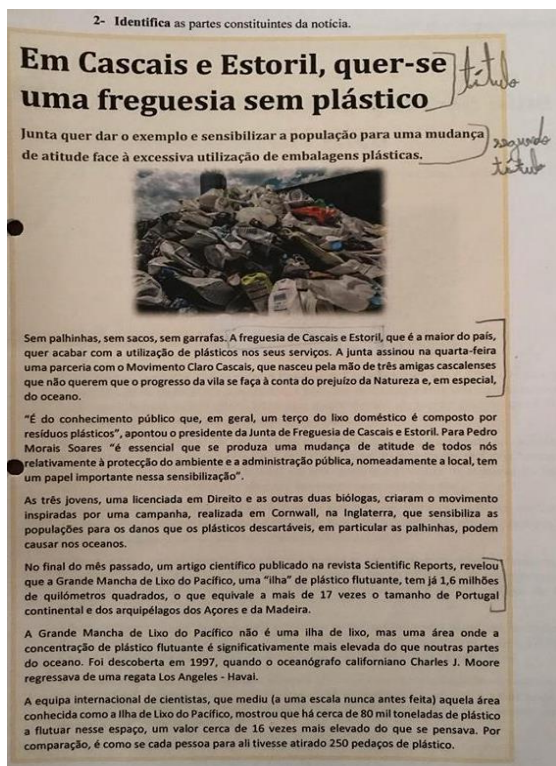 2- Identifica as partes constituintes da notícia.
Em Cascais e Estoril, quer-se
uma freguesia sem plástico
título
Junta quer dar o exemplo e sensibilizar a população para uma mudança
de atitude face à excessiva utilização de embalagens plásticas.
segundo
título
Sem palhinhas, sem sacos, sem garrafas. A freguesia de Cascais e Estoril, que é a maior do país,
quer acabar com a utilização de plásticos nos seus serviços. A junta assinou na quarta-feira
uma parceria com o Movimento Claro Cascais, que nasceu pela mão de três amigas cascalenses
que não querem que o progresso da vila se faça à conta do prejuízo da Natureza e, em especial,
do oceano.
"É do conhecimento público que, em geral, um terço do lixo doméstico é composto por
resíduos plásticos", apontou o presidente da Junta de Freguesia de Cascais e Estoril. Para Pedro
Morais Soares "é essencial que se produza uma mudança de atitude de todos nós
relativamente à protecção do ambiente e a administração pública, nomeadamente a local, tem
um papel importante nessa sensibilização".
As três jovens, uma licenciada em Direito e as outras duas biólogas, criaram o movimento
inspiradas por uma campanha, realizada em Cornwall, na Inglaterra, que sensibiliza as
populações para os danos que os plásticos descartáveis, em particular as palhinhas, podem
causar nos oceanos.
No final do mês passado, um artigo científico publicado na revista Scientific Reports, revelou
que a Grande Mancha de Lixo do Pacífico, uma "ilha" de plástico flutuante, tem já 1,6 milhões
de quilómetros quadrados, o que equivale a mais de 17 vezes o tamanho de Portugal
continental e dos arquipélagos dos Açores e da Madeira.
A Grande Mancha de Lixo do Pacífico não é uma ilha de lixo, mas uma área onde a
concentração de plástico flutuante é significativamente mais elevada do que noutras partes
do oceano. Foi descoberta em 1997, quando o oceanógrafo californiano Charles J. Moore
regressava de uma regata Los Angeles - Havai.
A equipa internacional de cientistas, que mediu (a uma escala nunca antes feita) aquela área
conhecida como a Ilha de Lixo do Pacífico, mostrou que há cerca de 80 mil toneladas de plástico
a flutuar nesse espaço, um valor cerca de 16 vezes mais elevado do que se pensava. Por
comparação, é como se cada pessoa para ali tivesse atirado 250 pedaços de plástico.